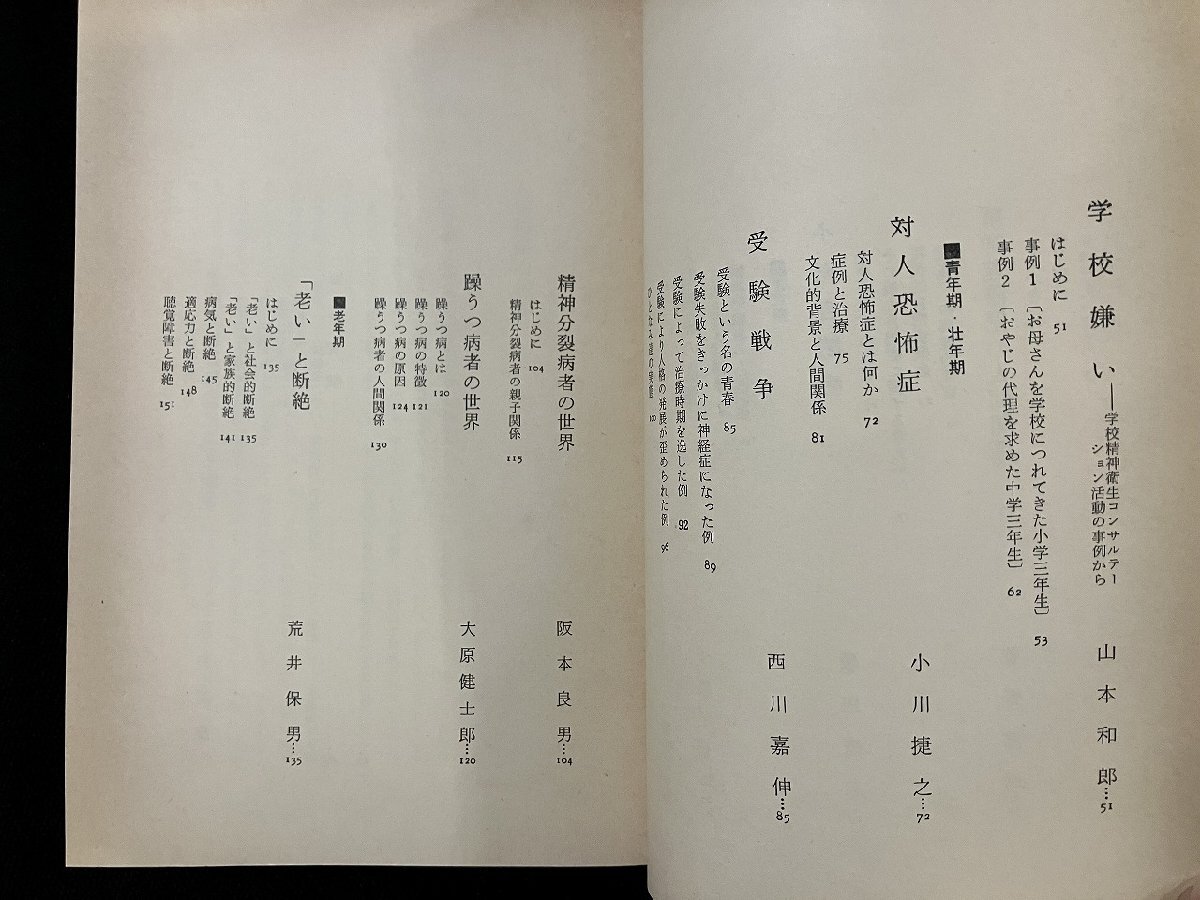 学校嫌い――学校精神衛生コンサルテー
ション活動の事例から
山本和郎…51
はじめに 51
事例1 〔お母さんを学校につれてきた小学三年生〕 53
事例2 〔おやじの代理を求めた中学三年生〕 62
■青年期・壮年期
対人恐怖症
小川捷之…72
対人恐怖症とは何か 72
症例と治療 75
文化的背景と人間関係 81
受験戦争
西川嘉伸…85
受験という名の青春 85
受験失敗をきっかけに神経症になった例 89
受験によって治療時期を逸した例 92
受験により人格の発展が歪められた例
精神分裂病者の世界
阪本良男…104
はじめに 104
精神分裂病者の親子関係 115
躁うつ病者の世界
大原健士郎…120
躁うつ病とは 120
躁うつ病の特徴 121
躁うつ病の原因 124
躁うつ病者の人間関係 130
■老年期
「老い」と断絶
荒井保男…135
はじめに 135
「老い」と社会的断絶 135
「老い」と家族的断絶 141
病気と断絶 145
適応力と断絶 148
聴覚障害と断絶